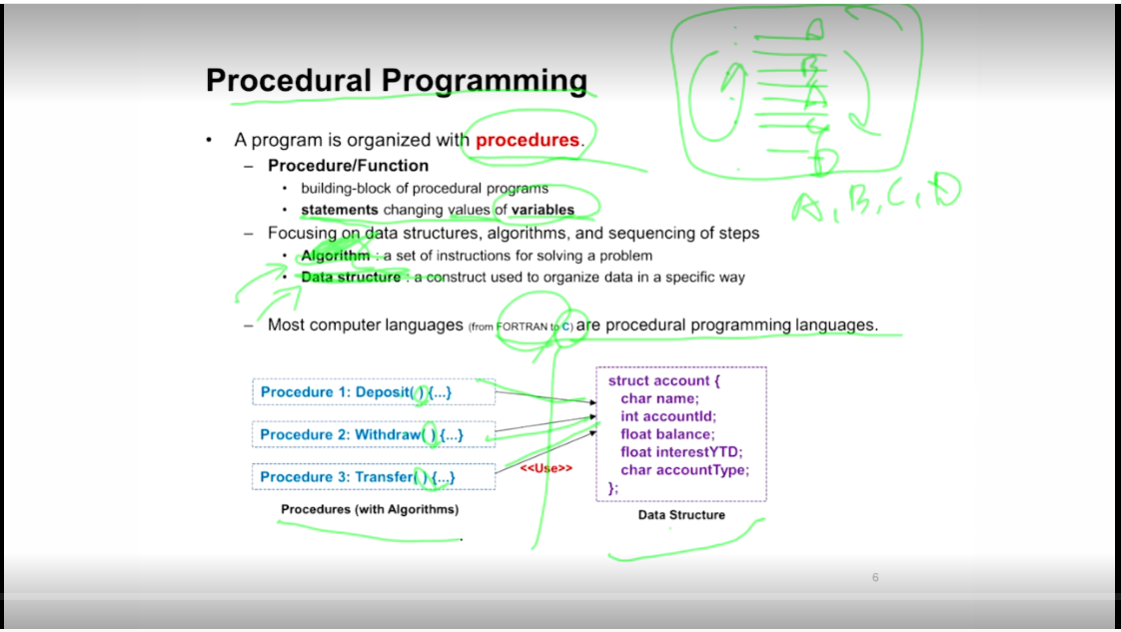 Procedural Programming
• A program is organized with procedures.
– Procedure/Function
• building-block of procedural programs
• statements changing values of variables
– Focusing on data structures, algorithms, and sequencing of steps
• Algorithm : a set of instructions for solving a problem
• Data structure : a construct used to organize data in a specific way
– Most computer languages (from FORTRAN to C) are procedural programming languages.
A
B
A
C
D
A, B, C, D
Procedure 1: Deposit( ) {...}
Procedure 2: Withdraw( ) {...}
Procedure 3: Transfer( ) {...}
Procedures (with Algorithms)
<<Use>>
struct account {
char name;
int accountId;
float balance;
float interestYTD;
char accountType;
};
Data Structure
6